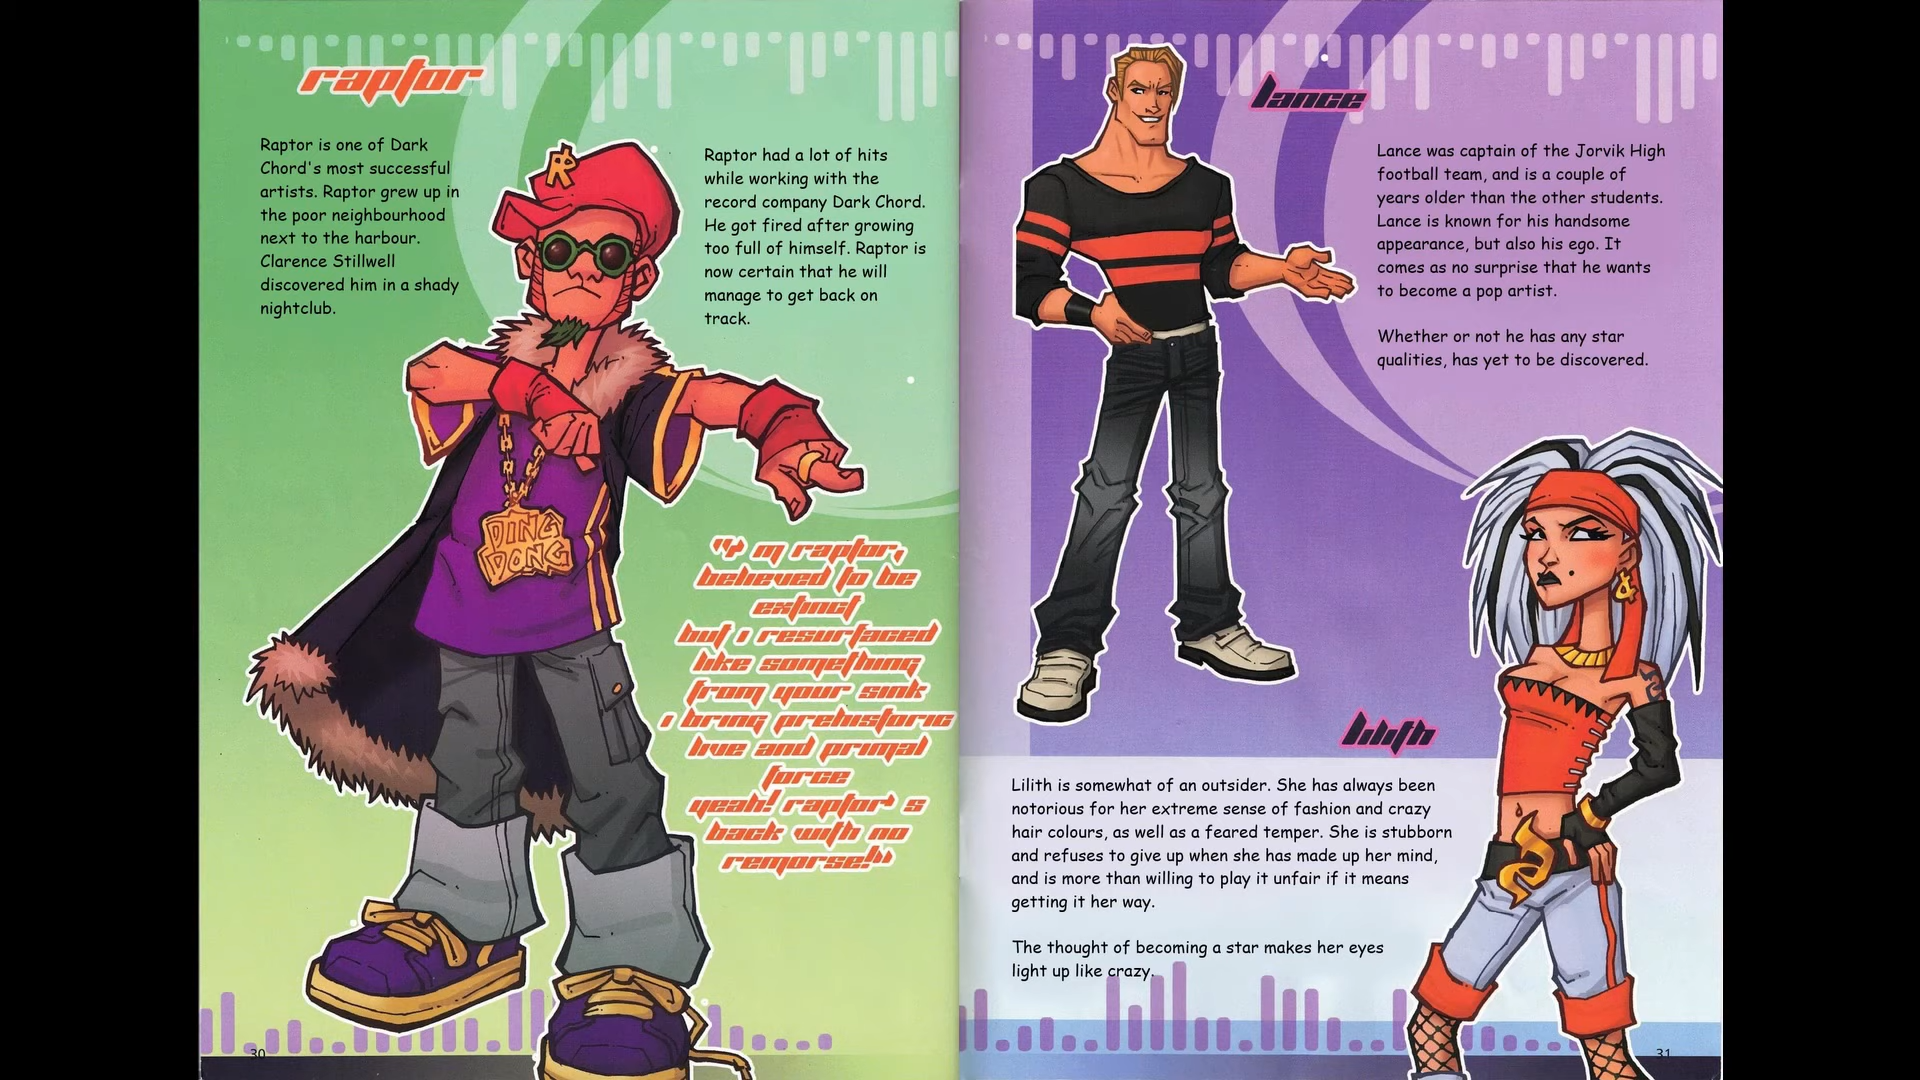 raptor
Raptor is one of Dark
Chord's most successful
artists. Raptor grew up in
the poor neighbourhood
next to the harbour.
Clarence Stillwell
discovered him in a shady
nightclub.
Raptor had a lot of hits
while working with the
record company Dark Chord.
He got fired after growing
too full of himself. Raptor is
now certain that he will
manage to get back on
track.
R
DING
DONG
"I'm raptor,
believed to be
extinct
but i resurfaced
like something
from your sink
i bring prehistoric
live and primal
force
yeah! raptor's
back with no
remorse!"
30
lance
Lance was captain of the Jorvik High
football team, and is a couple of
years older than the other students.
Lance is known for his handsome
appearance, but also his ego. It
comes as no surprise that he wants
to become a pop artist.
Whether or not he has any star
qualities, has yet to be discovered.
lilith
Lilith is somewhat of an outsider. She has always been
notorious for her extreme sense of fashion and crazy
hair colours, as well as a feared temper. She is stubborn
and refuses to give up when she has made up her mind,
and is more than willing to play it unfair if it means
getting it her way.
The thought of becoming a star makes her eyes
light up like crazy.
31